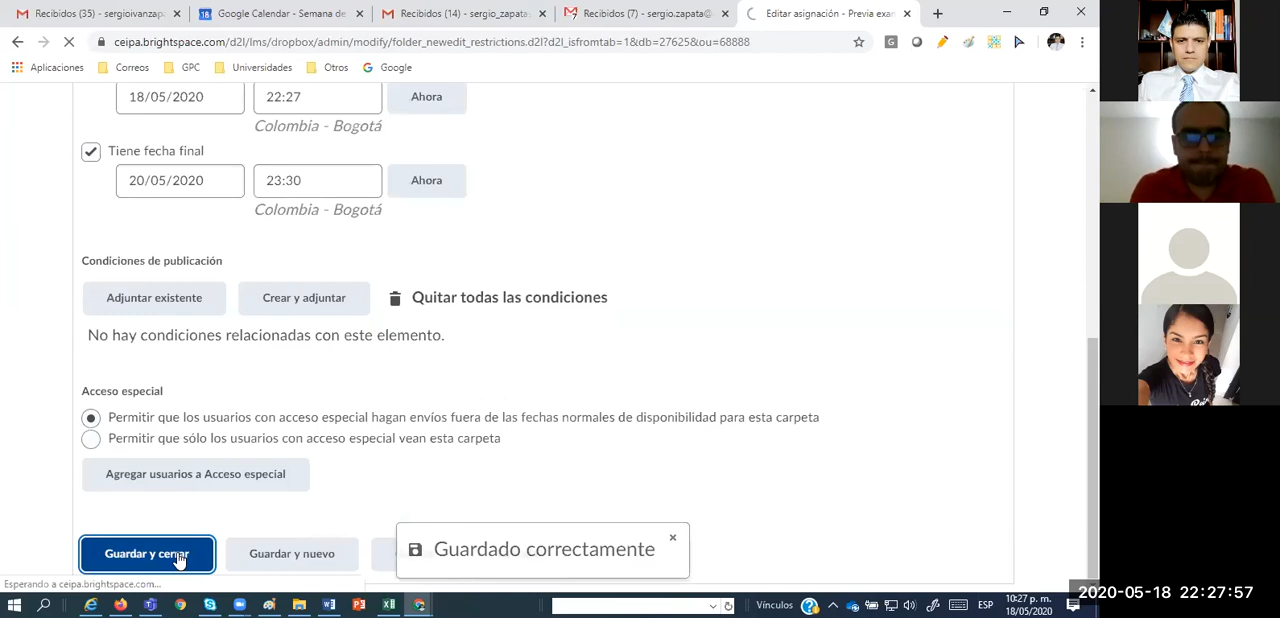 Recibidos (35) - sergioivanzap
Google Calendar - Semana de
Recibidos (14) - sergio_zapata
Recibidos (7) - sergio.zapata@
Editar asignación - Previa exa
ceipa.brightspace.com/d2l/lms/dropbox/admin/modify/folder_newedit_restrictions.d2l?d2l_isfromtab=1&db=27625&ou=68888
Aplicaciones
Correos
GPC
Universidades
Otros
Google
18/05/2020
22:27
Ahora
Colombia - Bogotá
Tiene fecha final
20/05/2020
23:30
Ahora
Colombia - Bogotá
Condiciones de publicación
Adjuntar existente
Crear y adjuntar
Quitar todas las condiciones
No hay condiciones relacionadas con este elemento.
Acceso especial
Permitir que los usuarios con acceso especial hagan envíos fuera de las fechas normales de disponibilidad para esta carpeta
Permitir que sólo los usuarios con acceso especial vean esta carpeta
Agregar usuarios a Acceso especial
Guardar y cerrar
Guardar y nuevo
Guardado correctamente
Esperando a ceipa.brightspace.com...
Vínculos
ESP
10:27 p. m.
18/05/2020
2020-05-18 22:27:57